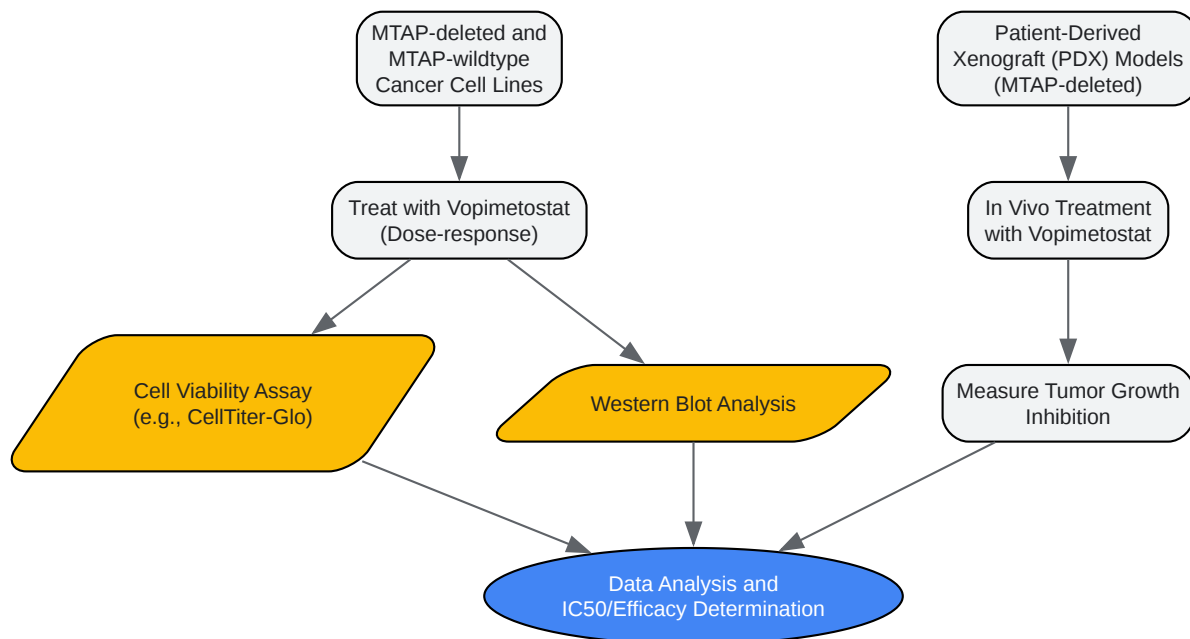 MTAP-deleted and
MTAP-wildtype
Cancer Cell Lines
Patient-Derived
Xenograft (PDX) Models
(MTAP-deleted)
Treat with Vopimetostat
(Dose-response)
In Vivo Treatment
with Vopimetostat
Cell Viability Assay
(e.g., CellTiter-Glo)
Western Blot Analysis
Measure Tumor Growth
Inhibition
Data Analysis and
IC50/Efficacy Determination